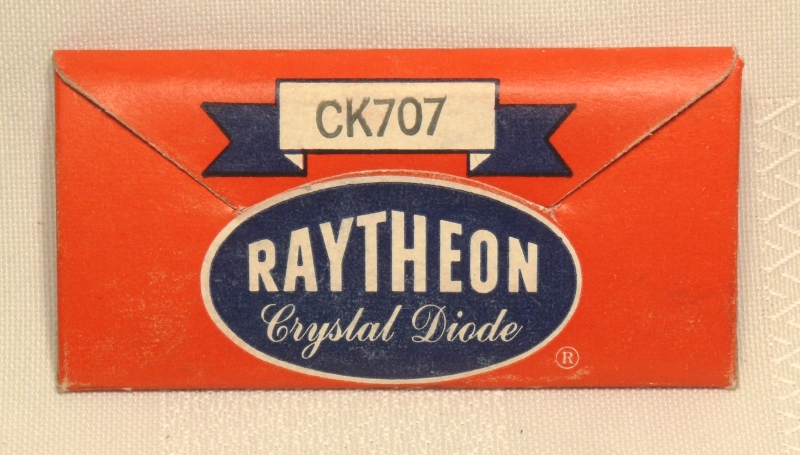 CK707
RAYTHEON
Crystal Diode
®